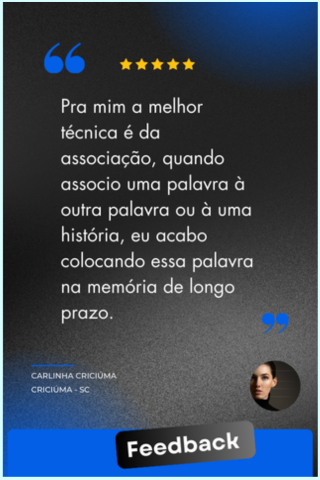 Pra mim a melhor
técnica é da
associação, quando
associo uma palavra à
outra palavra ou à uma
história, eu acabo
colocando essa palavra
na memória de longo
prazo.
CARLINHA CRICIÚMA
CRICIÚMA - SC
Feedback